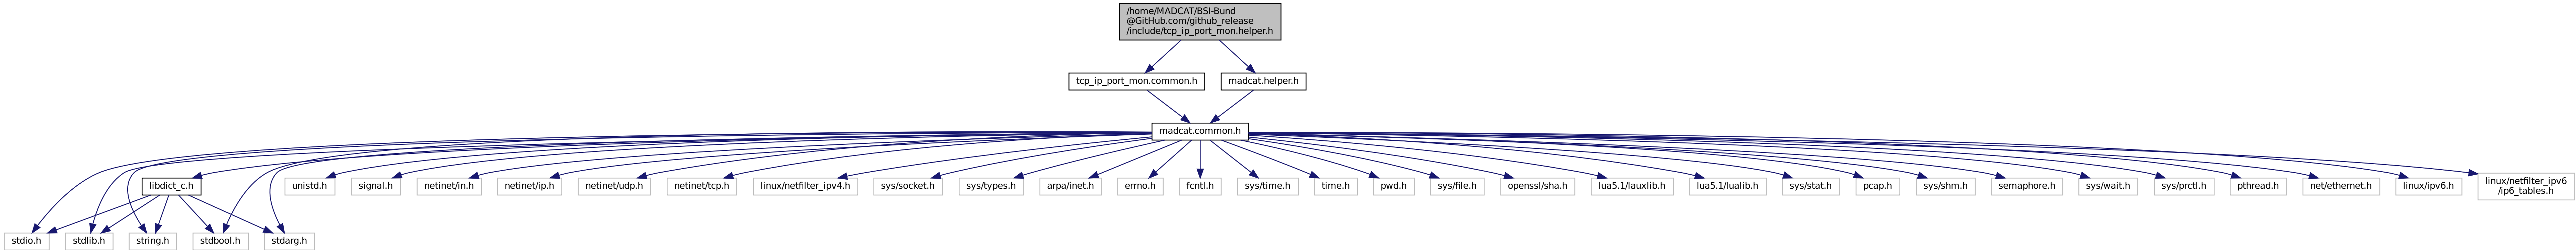 /home/MADCAT/BSI-Bund
@GitHub.com/github_release
/include/tcp_ip_port_mon.helper.h
tcp_ip_port_mon.common.h
madcat.helper.h
madcat.common.h
libdict_c.h
unistd.h
signal.h
netinet/in.h
netinet/ip.h
netinet/udp.h
netinet/tcp.h
linux/netfilter_ipv4.h
sys/socket.h
sys/types.h
arpa/inet.h
errno.h
fcntl.h
sys/time.h
time.h
pwd.h
sys/file.h
openssl/sha.h
lua5.1/lauxlib.h
lua5.1/lualib.h
sys/stat.h
pcap.h
sys/shm.h
semaphore.h
sys/wait.h
sys/prctl.h
pthread.h
net/ethernet.h
linux/ipv6.h
linux/netfilter_ipv6
/ip6_tables.h
stdio.h
stdlib.h
string.h
stdbool.h
stdarg.h